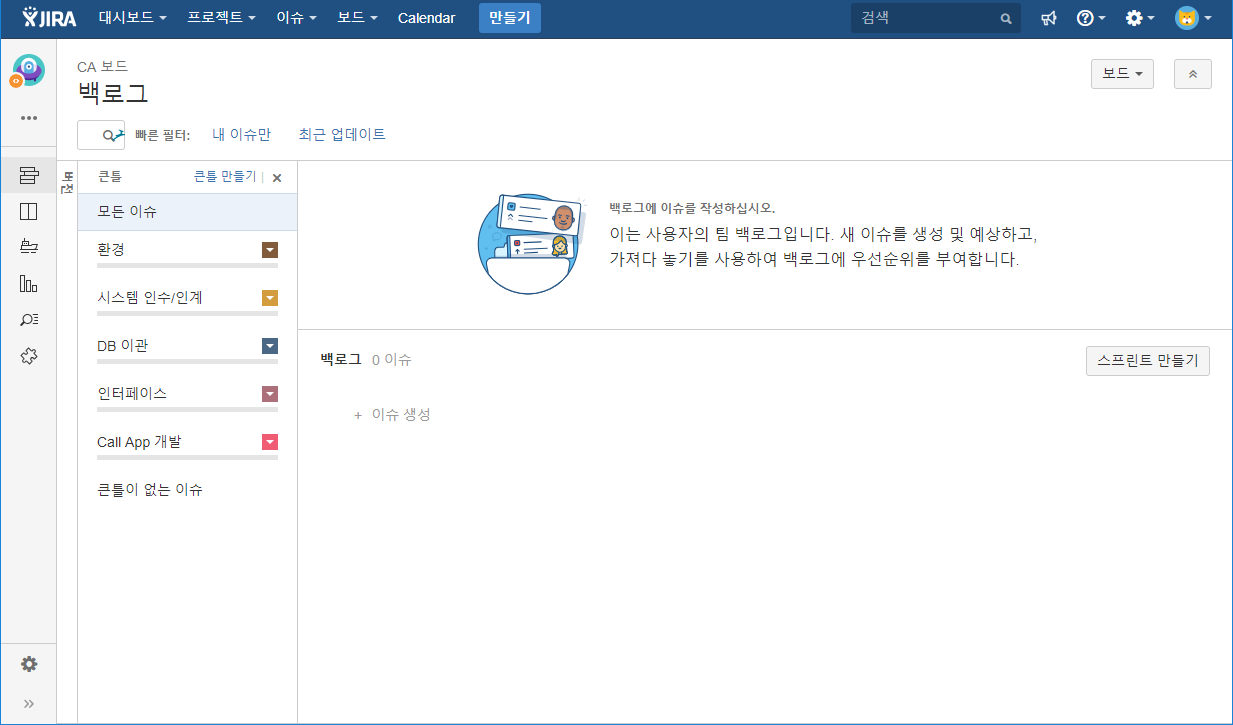 JIRA 대시보드 프로젝트 이슈 보드 Calendar 만들기 검색
CA 보드
백로그
보드
빠른 필터: 내 이슈만 최근 업데이트
버전
큰틀 큰틀 만들기
모든 이슈
환경
시스템 인수/인계
DB 이관
인터페이스
Call App 개발
큰틀이 없는 이슈
백로그에 이슈를 작성하십시오.
이는 사용자의 팀 백로그입니다. 새 이슈를 생성 및 예상하고,
가져다 놓기를 사용하여 백로그에 우선순위를 부여합니다.
백로그 0 이슈 스프린트 만들기
+ 이슈 생성